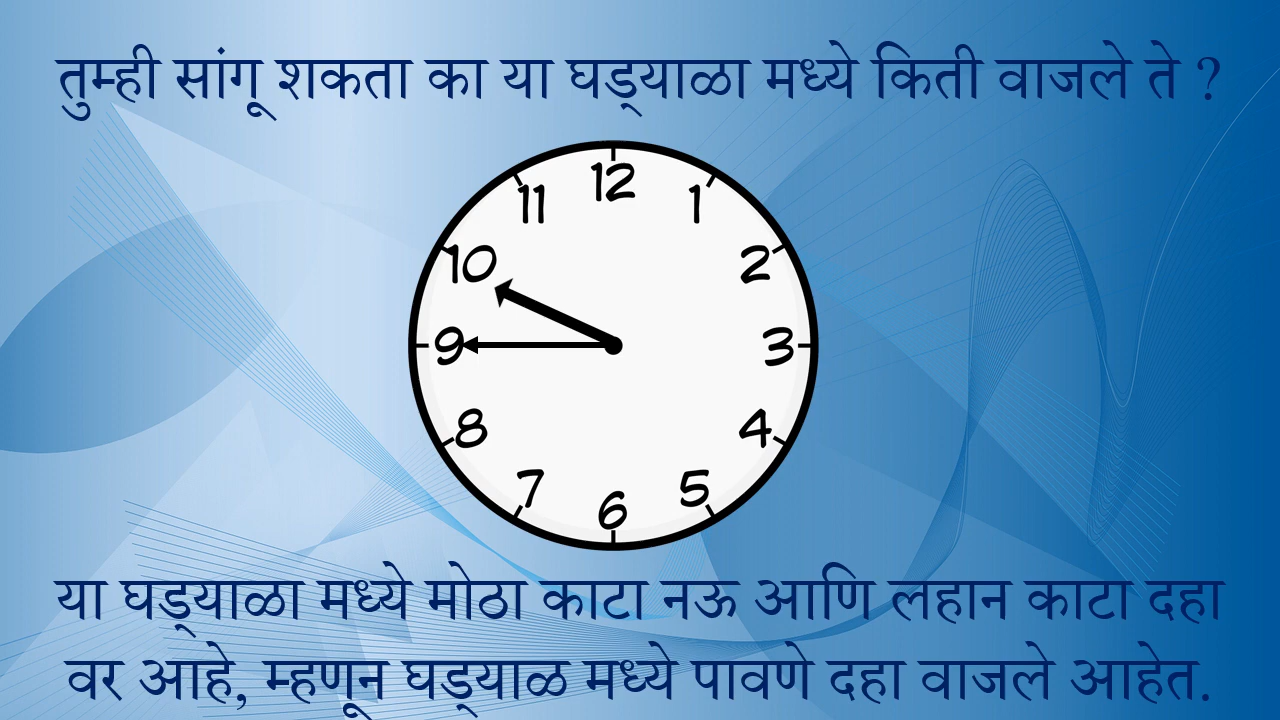 तुम्ही सांगू शकता का या घड्याळा मध्ये किती वाजले ते ?
12
11 1
10 2
9 3
8 4
7 5
6
या घड्याळा मध्ये मोठा काटा नऊ आणि लहान काटा दहा
वर आहे, म्हणून घड्याळ मध्ये पावणे दहा वाजले आहेत.